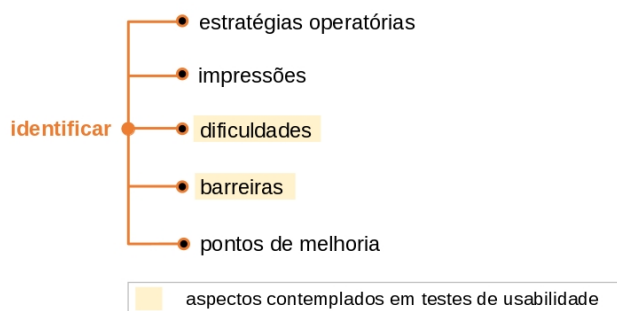 estratégias operatórias
impressões
identificar
dificuldades
barreiras
pontos de melhoria
aspectos contemplados em testes de usabilidade